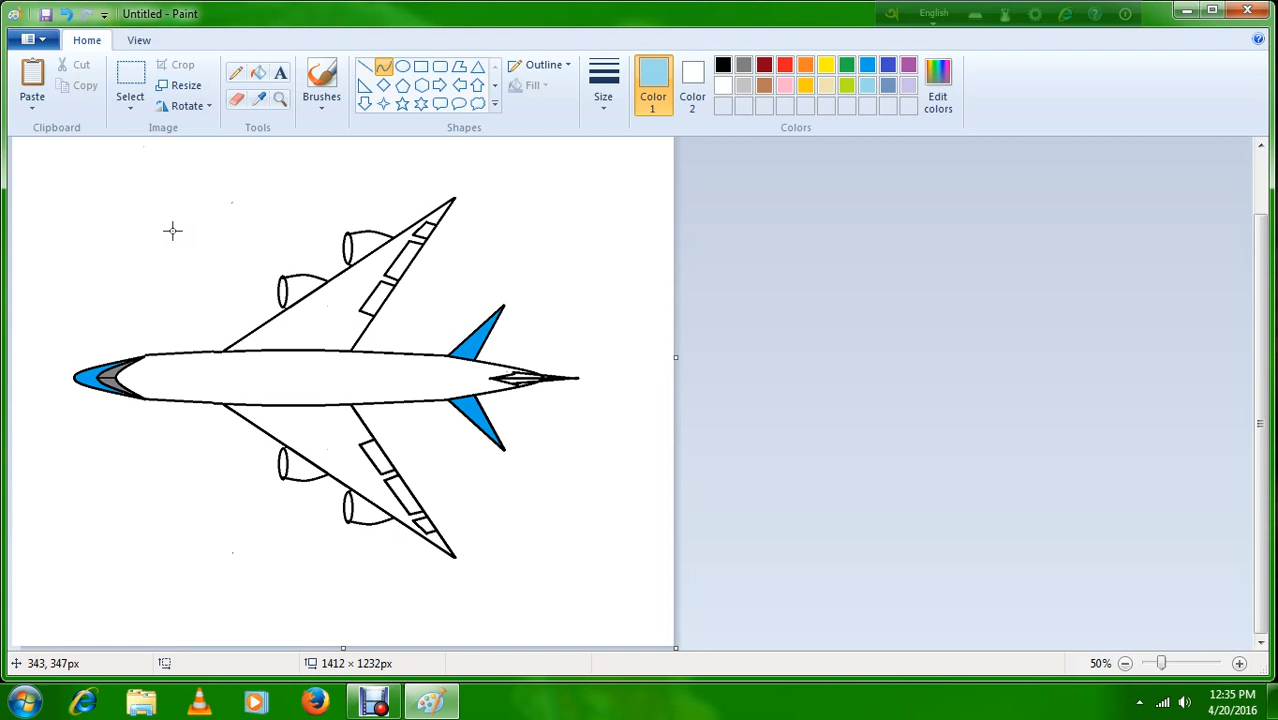 Untitled - Paint
English
Home
View
Paste
Cut
Copy
Clipboard
Select
Crop
Resize
Rotate
Image
A
Tools
Brushes
Outline
Fill
Shapes
Size
Color
1
Color
2
Edit
colors
Colors
343, 347px
1412 × 1232px
50%
12:35 PM
4/20/2016